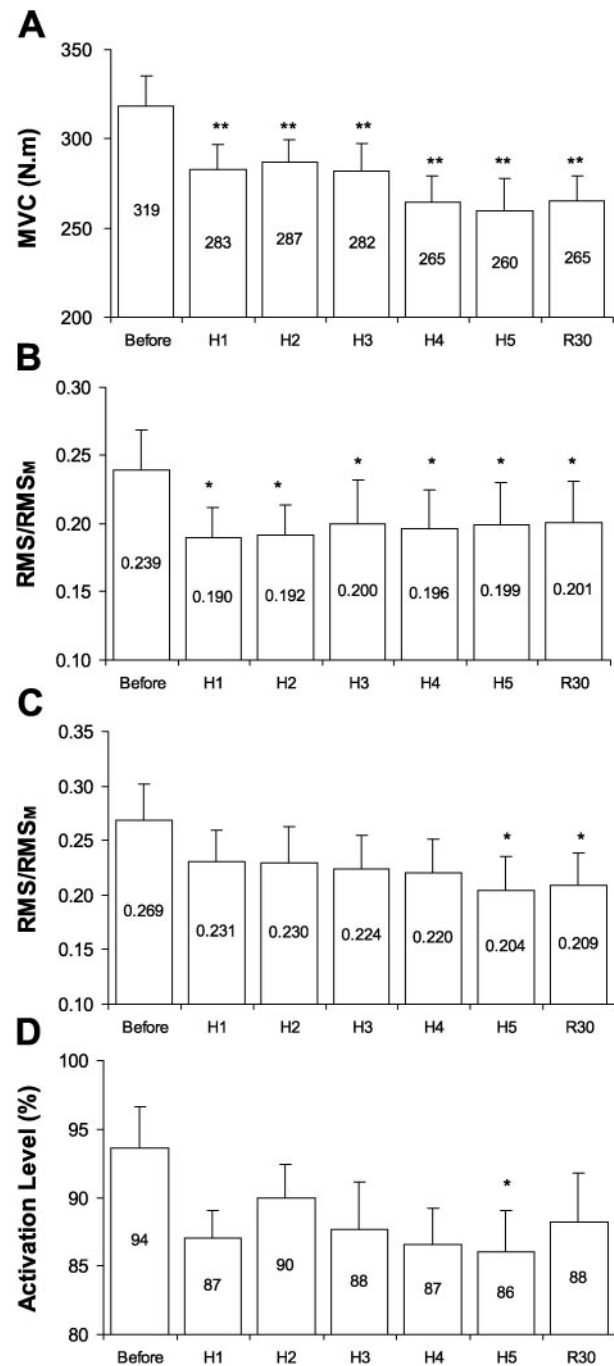 A
MVC (N.m)
350
300
250
200
** ** ** ** ** **
319 283 287 282 265 260 265
Before H1 H2 H3 H4 H5 R30
B
RMS/RMSM
0.30
0.25
0.20
0.15
0.10
* * * * * *
0.239 0.190 0.192 0.200 0.196 0.199 0.201
Before H1 H2 H3 H4 H5 R30
C
RMS/RMSM
0.35
0.30
0.25
0.20
0.15
0.10
* *
0.269 0.231 0.230 0.224 0.220 0.204 0.209
Before H1 H2 H3 H4 H5 R30
D
Activation Level (%)
100
95
90
85
80
*
94 87 90 88 87 86 88
Before H1 H2 H3 H4 H5 R30